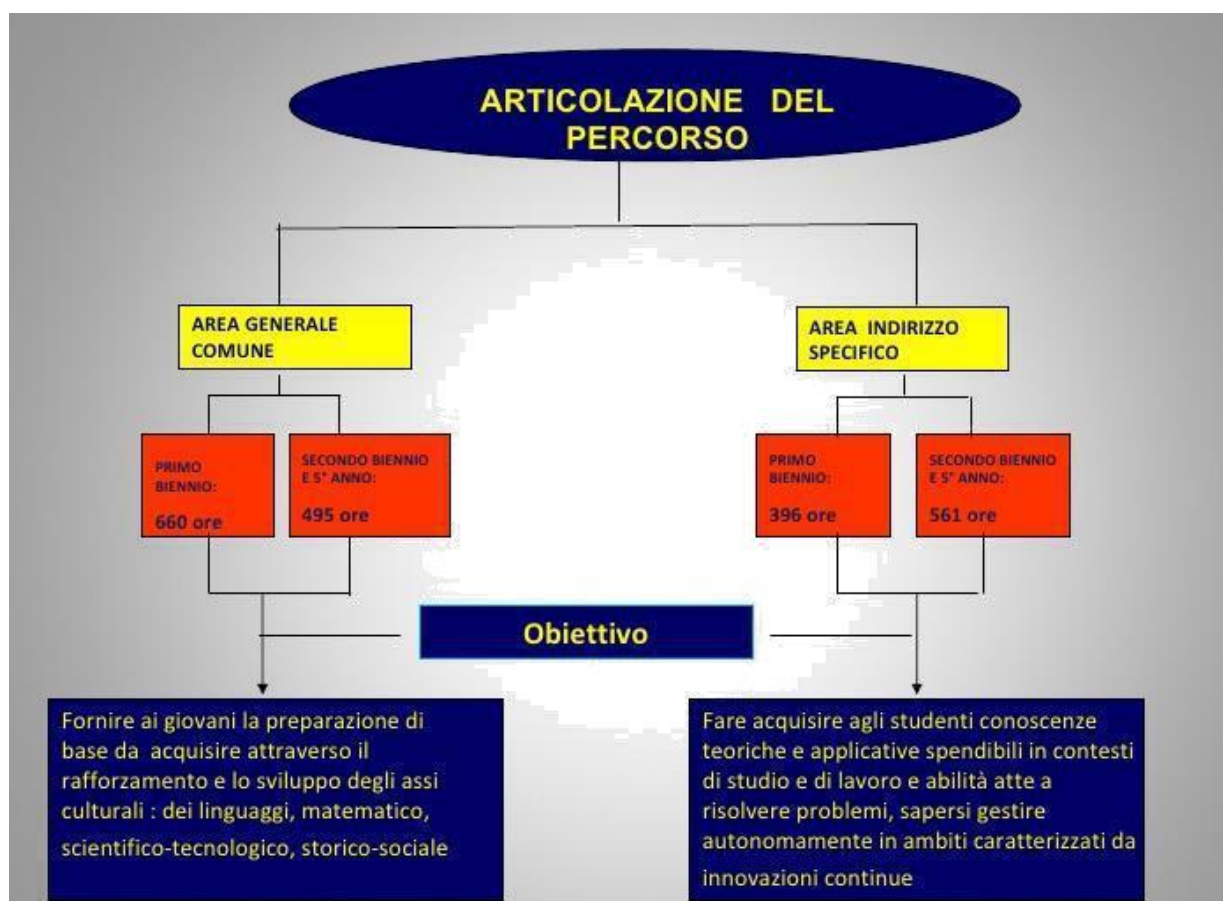 ARTICOLAZIONE DEL
PERCORSO
AREA GENERALE
COMUNE
AREA INDIRIZZO
SPECIFICO
PRIMO
BIENNIO:
660 ore
SECONDO BIENNIO
E 5° ANNO:
495 ore
PRIMO
BIENNIO:
396 ore
SECONDO BIENNIO
E 5° ANNO:
561 ore
Obiettivo
Fornire ai giovani la preparazione di
base da acquisire attraverso il
rafforzamento e lo sviluppo degli assi
culturali : dei linguaggi, matematico,
scientifico-tecnologico, storico-sociale
Fare acquisire agli studenti conoscenze
teoriche e applicative spendibili in contesti
di studio e di lavoro e abilità atte a
risolvere problemi, sapersi gestire
autonomamente in ambiti caratterizzati da
innovazioni continue